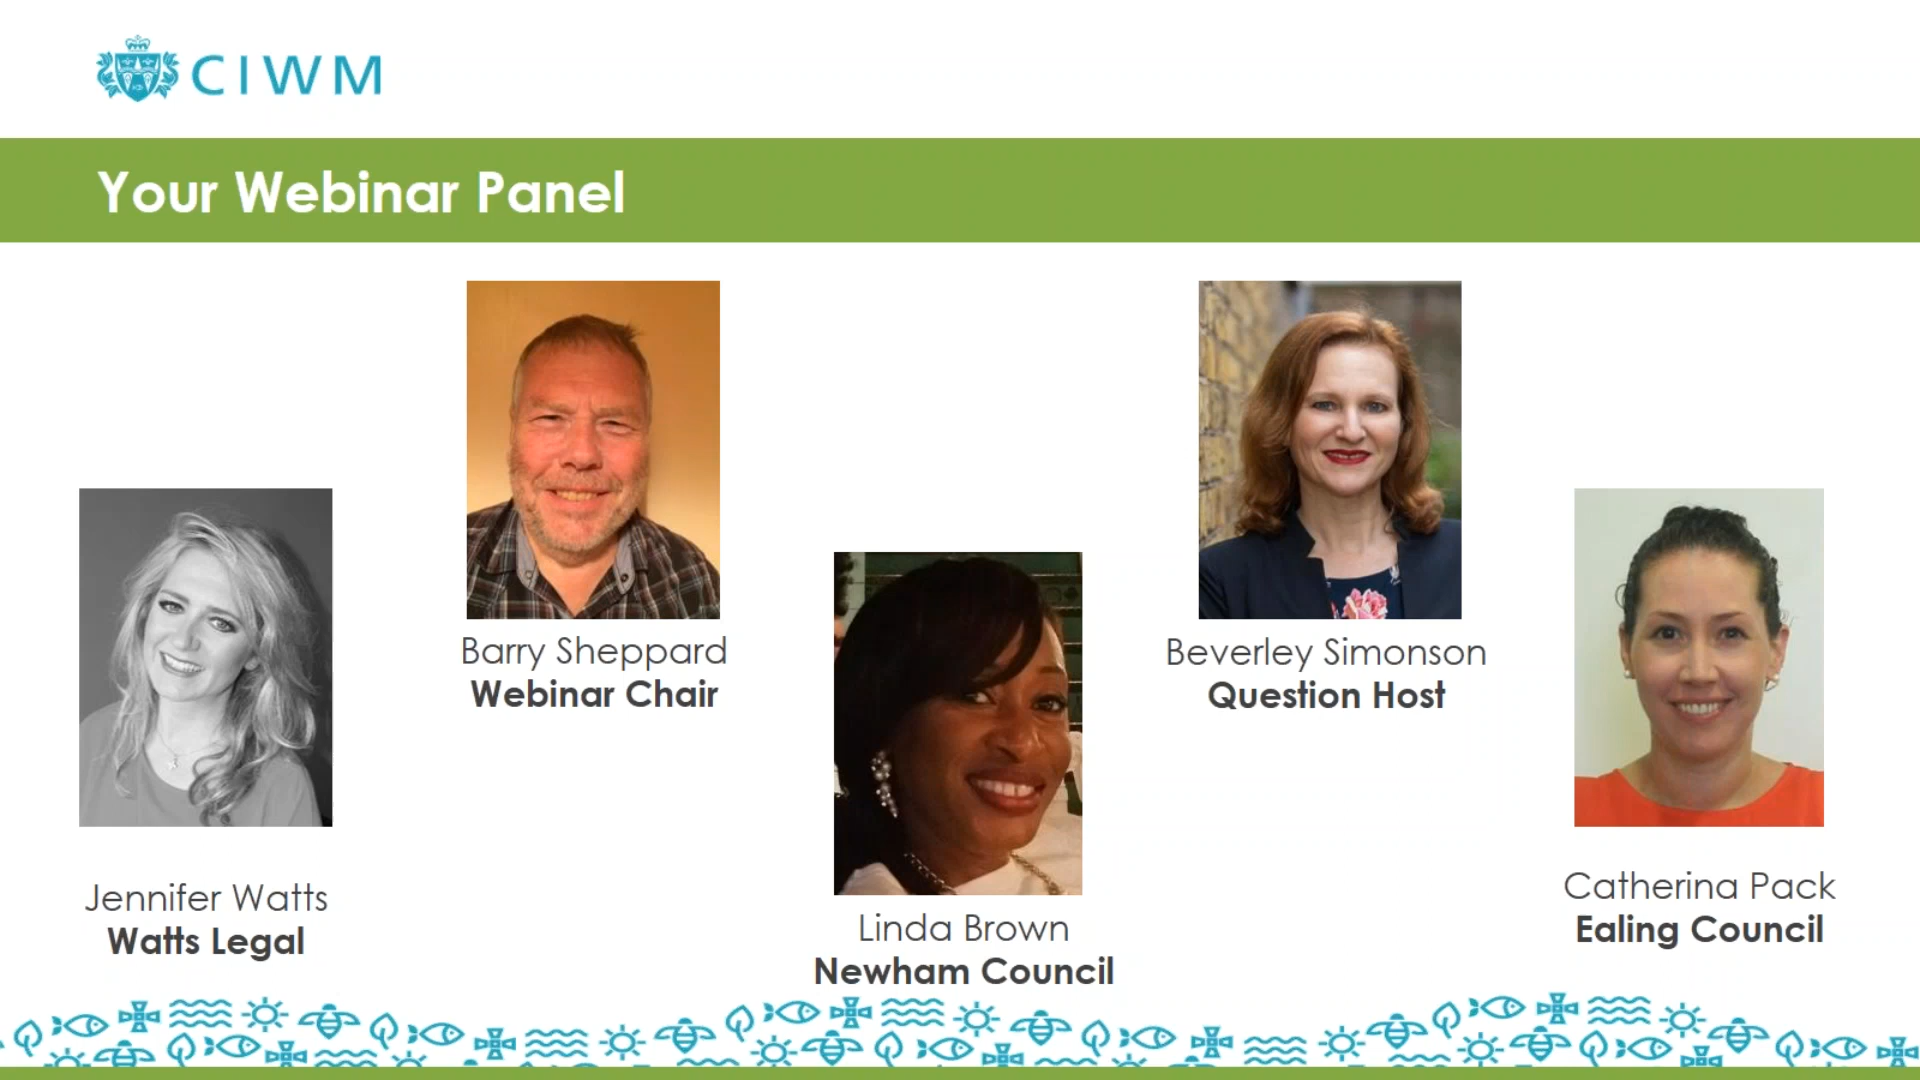 CIWM
Your Webinar Panel
Barry Sheppard
Webinar Chair
Beverley Simonson
Question Host
Jennifer Watts
Watts Legal
Linda Brown
Newham Council
Catherina Pack
Ealing Council